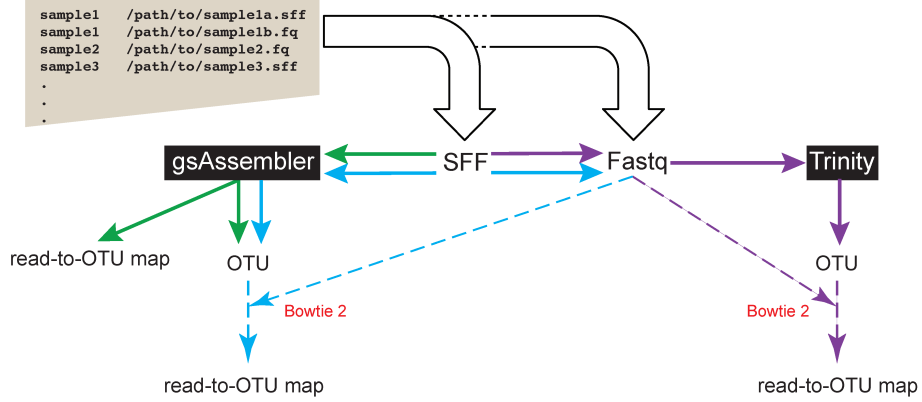 sample1 /path/to/sample1a.sff
sample1 /path/to/sample1b.fq
sample2 /path/to/sample2.fq
sample3 /path/to/sample3.sff
.
.
.
gsAssembler SFF Fastq Trinity
read-to-OTU map OTU OTU
Bowtie 2 Bowtie 2
read-to-OTU map read-to-OTU map